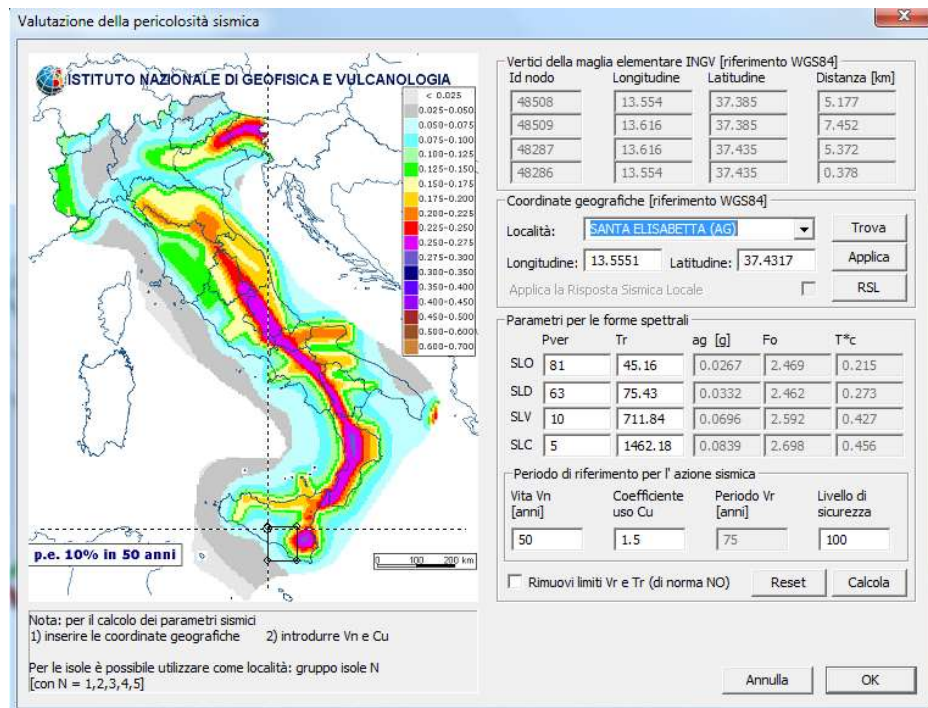 Valutazione della pericolosità sismica
ISTITUTO NAZIONALE DI GEOFISICA E VULCANOLOGIA
< 0.025
0.025-0.050
0.050-0.075
0.075-0.100
0.100-0.125
0.125-0.150
0.150-0.175
0.175-0.200
0.200-0.225
0.225-0.250
0.250-0.275
0.275-0.300
0.300-0.350
0.350-0.400
0.400-0.450
0.450-0.500
0.500-0.600
0.600-0.700
p.e. 10% in 50 anni
0 100 200 km
Nota: per il calcolo dei parametri sismici
1) inserire le coordinate geografiche 2) introdurre Vn e Cu
Per le isole è possibile utilizzare come località: gruppo isole N
[con N = 1,2,3,4,5]
Vertici della maglia elementare INGV [riferimento WGS84]
Id nodo Longitudine Latitudine Distanza [km]
48508 13.554 37.385 5.177
48509 13.616 37.385 7.452
48287 13.616 37.435 5.372
48286 13.554 37.435 0.378
Coordinate geografiche [riferimento WGS84]
Località: SANTA ELISABETTA (AG) Trova
Longitudine: 13.5551 Latitudine: 37.4317 Applica
Applica la Risposta Sismica Locale RSL
Parametri per le forme spettrali
Pver Tr ag [g] Fo T*c
SLO 81 45.16 0.0267 2.469 0.215
SLD 63 75.43 0.0332 2.462 0.273
SLV 10 711.84 0.0696 2.592 0.427
SLC 5 1462.18 0.0839 2.698 0.456
Periodo di riferimento per l' azione sismica
Vita Vn Coefficiente Periodo Vr Livello di
[anni] uso Cu [anni] sicurezza
50 1.5 75 100
Rimuovi limiti Vr e Tr (di norma NO) Reset Calcola
Annulla OK